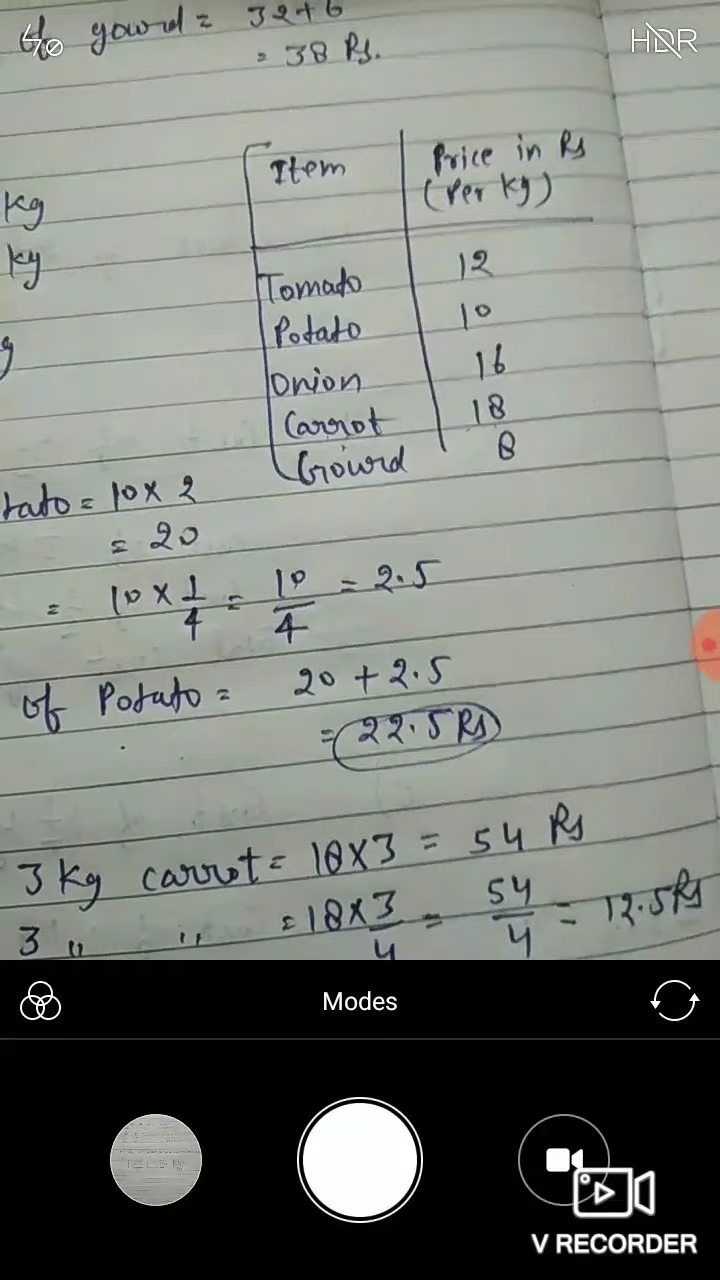 of gourd = 32+6
HDR
= 38 Rs.
Item Price in Rs
(Per kg)
kg
kg
Tomato 12
Potato 10
g
Onion 16
Carrot 18
Gourd 8
tato = 10 × 2
= 20
= 10 × 1/4 = 10/4 = 2.5
of Potato = 20 + 2.5
= 22.5 Rs
3 kg carrot = 18×3 = 54 Rs
3 " " = 18×3/4 = 54/4 = 12.5 Rs
Modes
V RECORDER